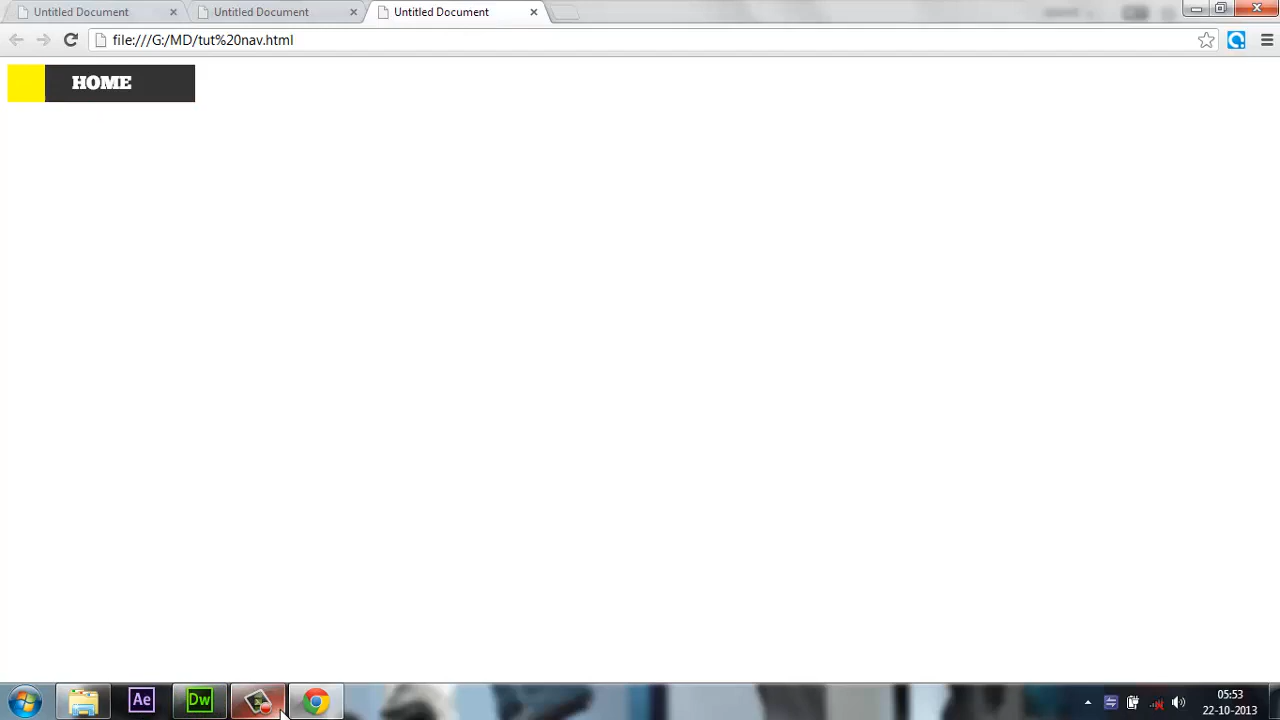 Untitled Document
Untitled Document
Untitled Document
file:///G:/MD/tut%20nav.html
HOME
Ae
Dw
05:53
22-10-2013